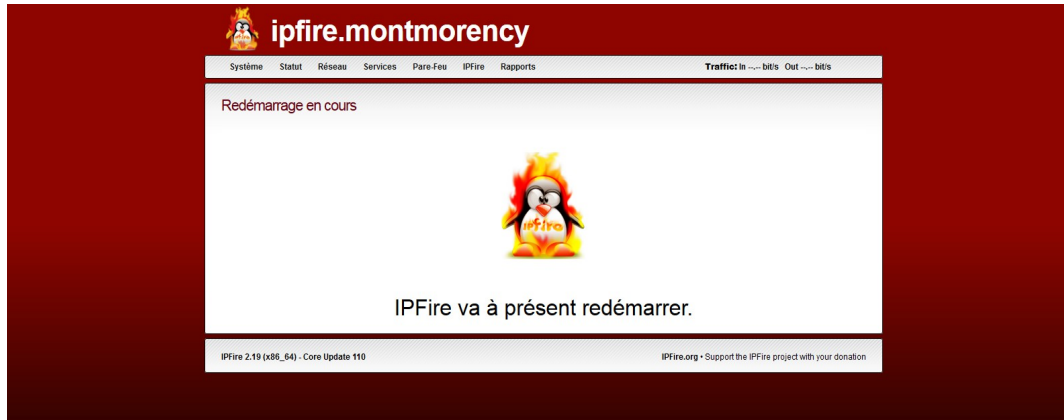 ipfire.montmorency
Système Statut Réseau Services Pare-Feu IPFire Rapports Traffic: In --.-- bit/s Out --.-- bit/s
Redémarrage en cours
IPFire
IPFire va à présent redémarrer.
IPFire 2.19 (x86_64) - Core Update 110 IPFire.org • Support the IPFire project with your donation